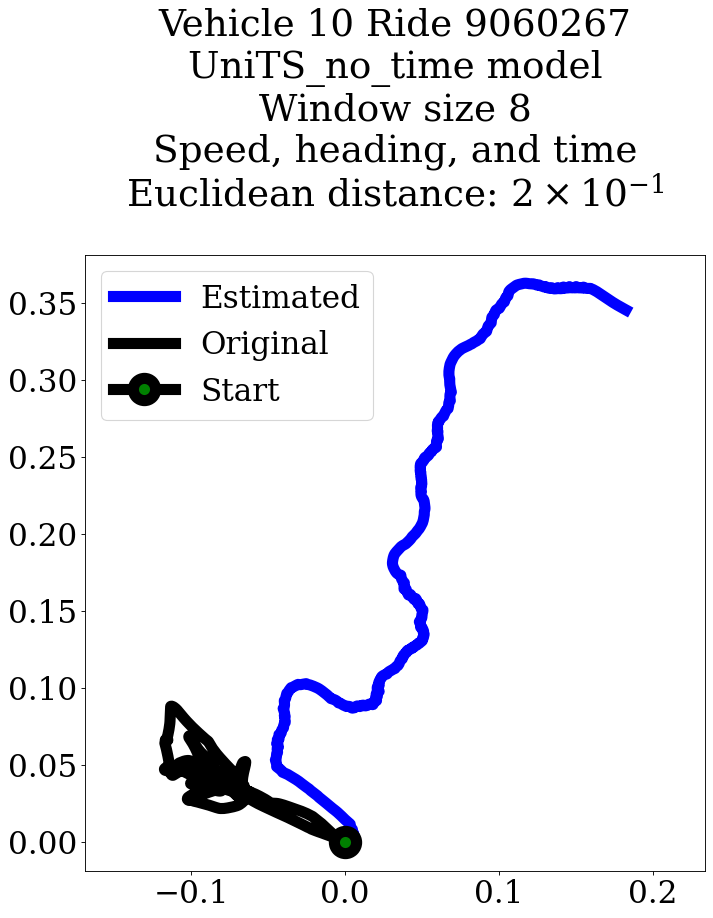 Vehicle 10 Ride 9060267
UniTS_no_time model
Window size 8
Speed, heading, and time
Euclidean distance: 2 × 10⁻¹
Estimated
Original
Start
0.35
0.30
0.25
0.20
0.15
0.10
0.05
0.00
−0.1 0.0 0.1 0.2